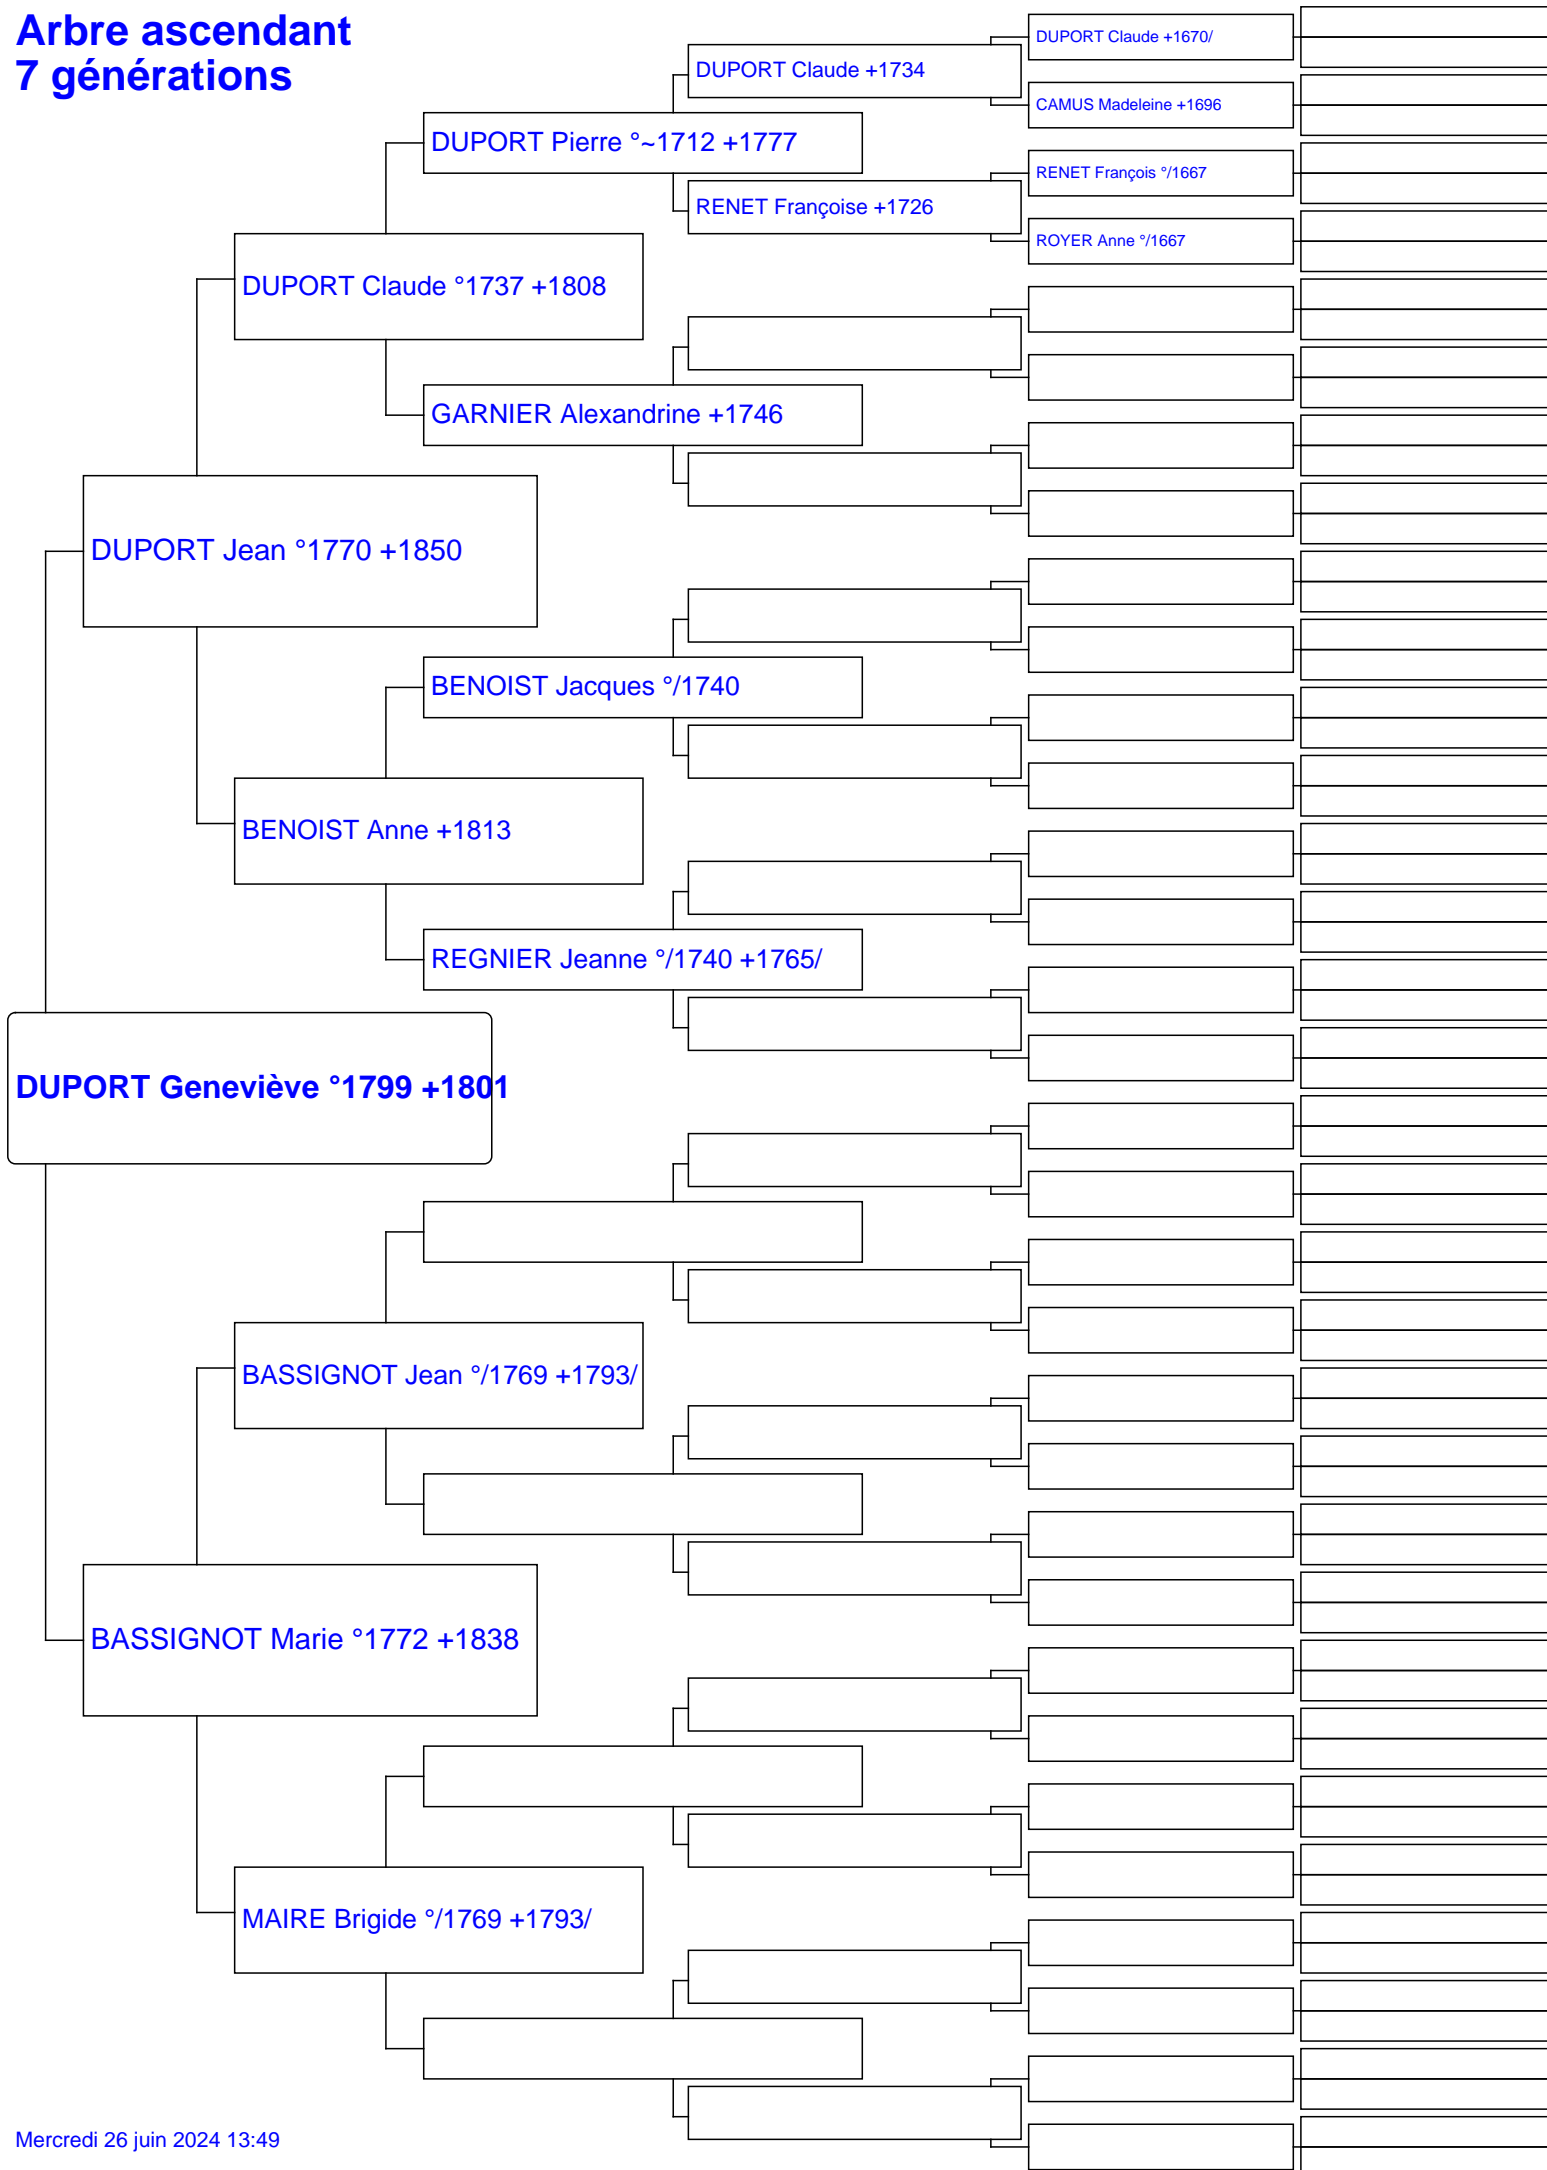 Arbre ascendant
7 générations
DUPORT Claude +1670/
DUPORT Claude +1734
CAMUS Madeleine +1696
DUPORT Pierre °~1712 +1777
RENET François °/1667
RENET Françoise +1726
ROYER Anne °/1667
DUPORT Claude °1737 +1808
GARNIER Alexandrine +1746
DUPORT Jean °1770 +1850
BENOIST Jacques °/1740
BENOIST Anne +1813
REGNIER Jeanne °/1740 +1765/
DUPORT Geneviève °1799 +1801
BASSIGNOT Jean °/1769 +1793/
BASSIGNOT Marie °1772 +1838
MAIRE Brigide °/1769 +1793/
Mercredi 26 juin 2024 13:49